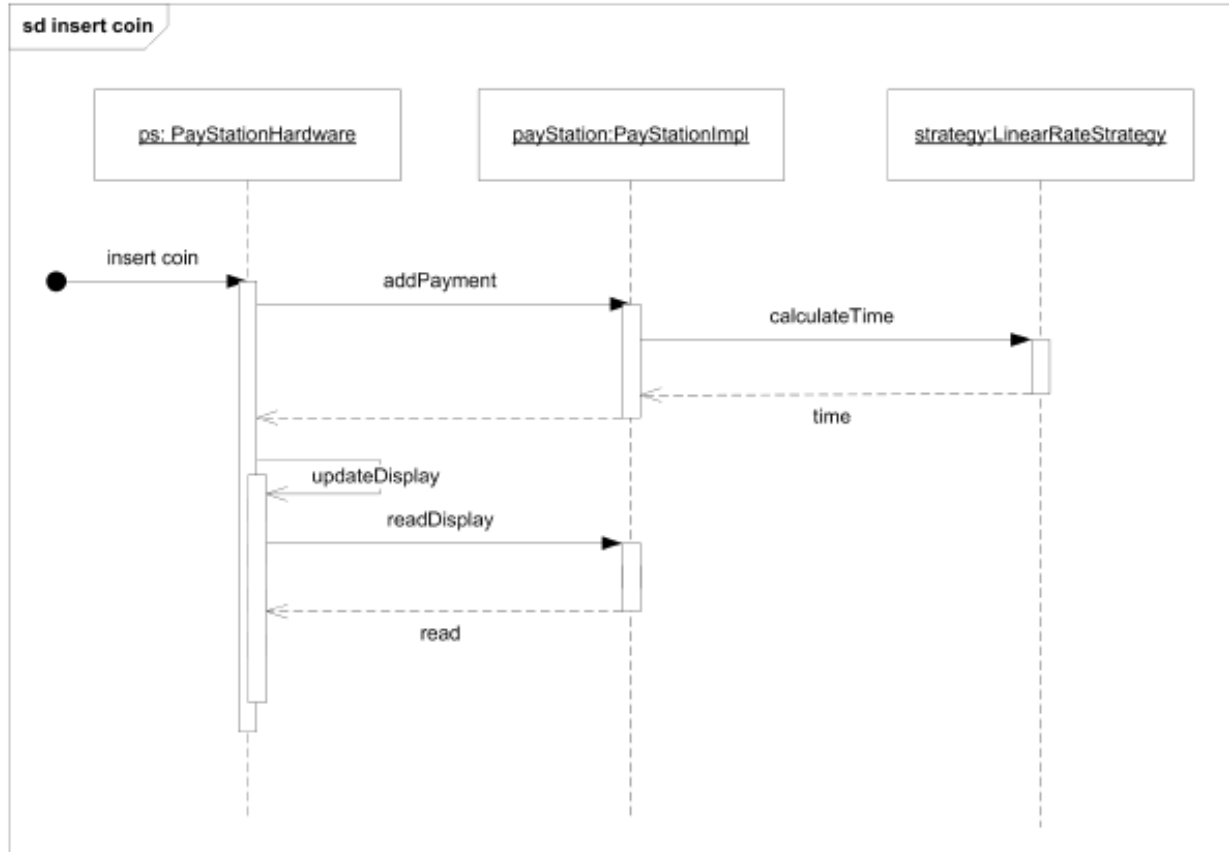 sd insert coin
ps: PayStationHardware
payStation:PayStationImpl
strategy:LinearRateStrategy
insert coin
addPayment
calculateTime
time
updateDisplay
readDisplay
read